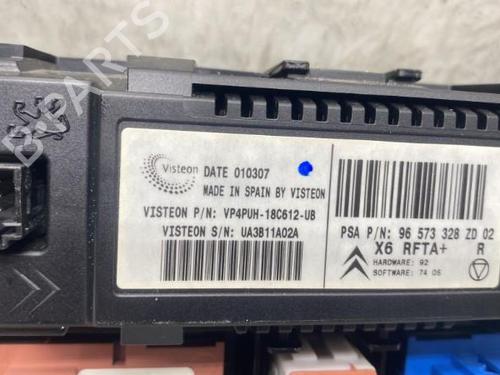 Visteon
DATE 010307
MADE IN SPAIN BY VISTEON
VISTEON P/N: VP4PUH-18C612-UB
VISTEON S/N: UA3B11A02A
PSA P/N: 96 573 328 ZD 02
X6 RFTA+ R
HARDWARE: 92
SOFTWARE: 74 06